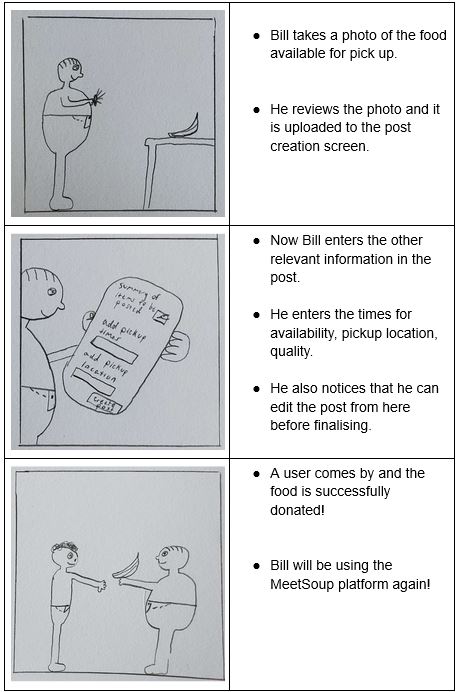 ● Bill takes a photo of the food
available for pick up.
● He reviews the photo and it
is uploaded to the post
creation screen.
● Now Bill enters the other
relevant information in the
post.
● He enters the times for
availability, pickup location,
quality.
● He also notices that he can
edit the post from here
before finalising.
summary of
items to be
posted
add pickup
times
add pickup
location
create
post
● A user comes by and the
food is successfully
donated!
● Bill will be using the
MeetSoup platform again!